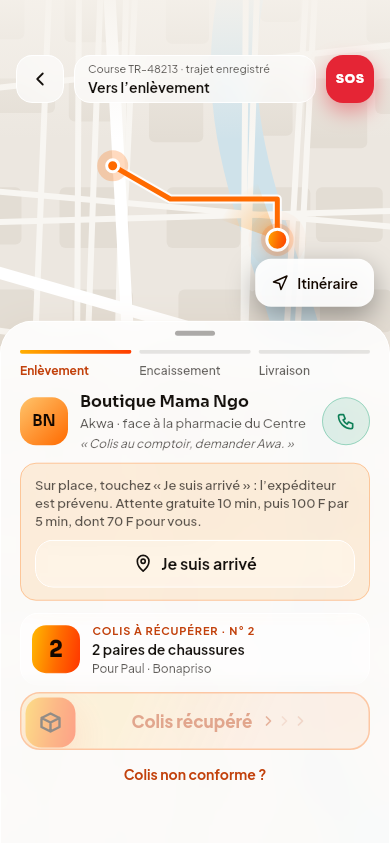 Course TR-48213 · trajet enregistré
Vers l’enlèvement
SOS
Itinéraire
Enlèvement
Encaissement
Livraison
BN
Boutique Mama Ngo
Akwa · face à la pharmacie du Centre
« Colis au comptoir, demander Awa. »
Sur place, touchez « Je suis arrivé » : l’expéditeur
est prévenu. Attente gratuite 10 min, puis 100 F par
5 min, dont 70 F pour vous.
Je suis arrivé
2
COLIS À RÉCUPÉRER · N° 2
2 paires de chaussures
Pour Paul · Bonapriso
Colis récupéré
Colis non conforme ?